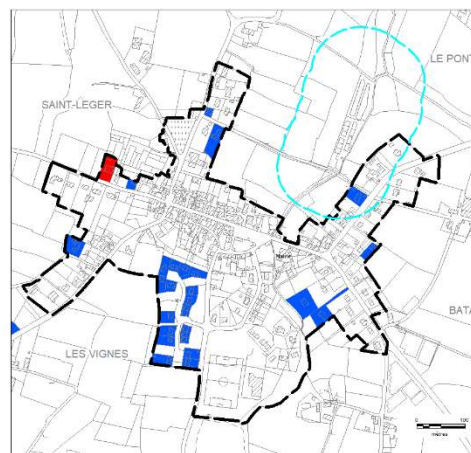 LE PONT
SAINT-LEGER
Mairie
BATA
LES VIGNES
0 100
mètres